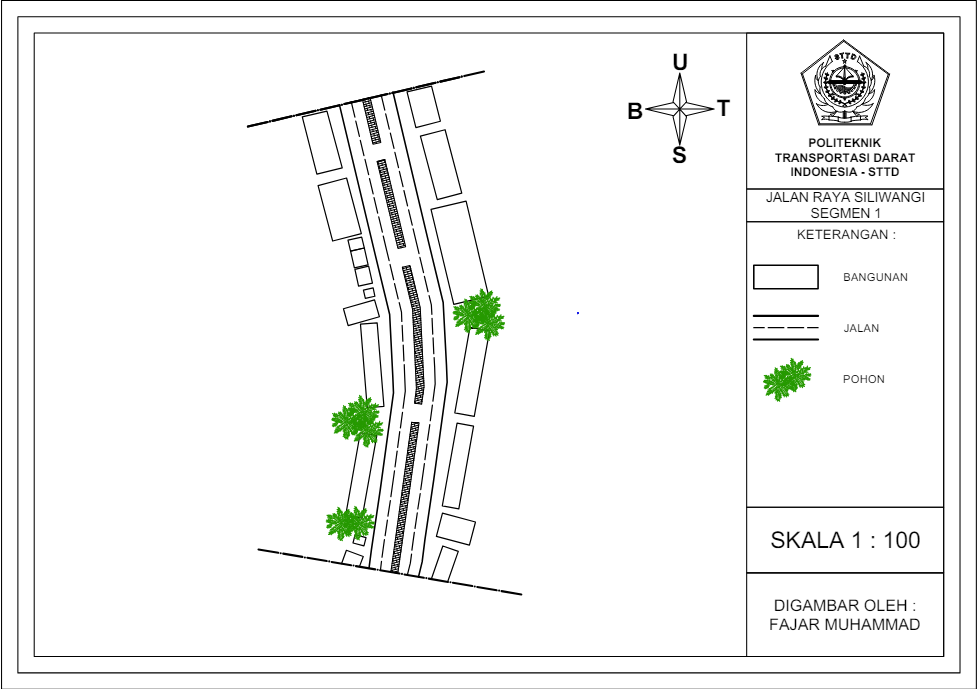 U
B
T
S
STTD
POLITEKNIK
TRANSPORTASI DARAT
INDONESIA - STTD
JALAN RAYA SILIWANGI
SEGMEN 1
KETERANGAN :
BANGUNAN
JALAN
POHON
SKALA 1 : 100
DIGAMBAR OLEH :
FAJAR MUHAMMAD